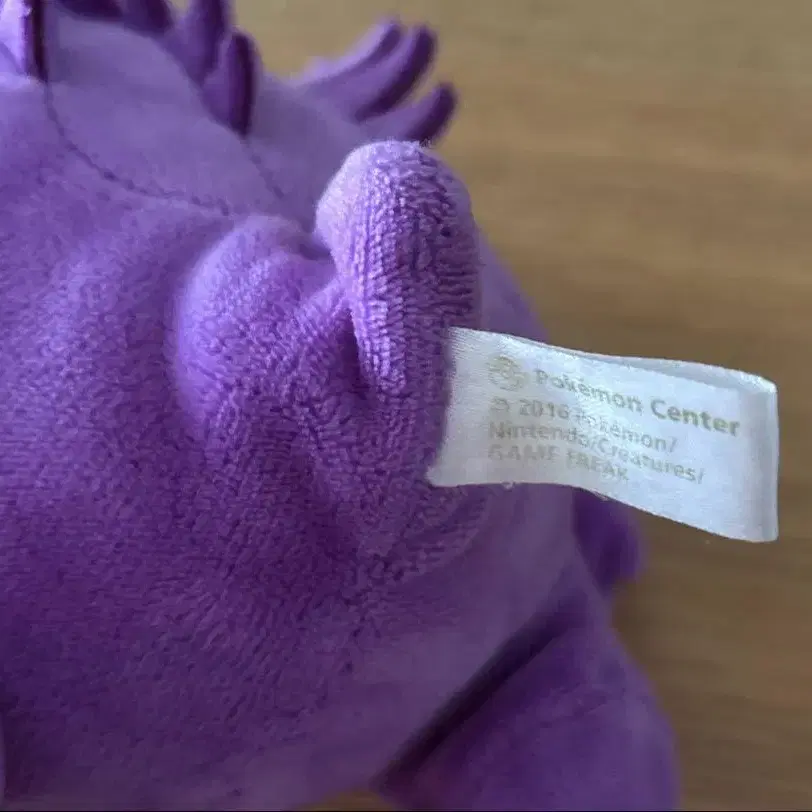 Pokémon Center
© 2016 Pokémon/
Nintendo/Creatures/
GAME FREAK